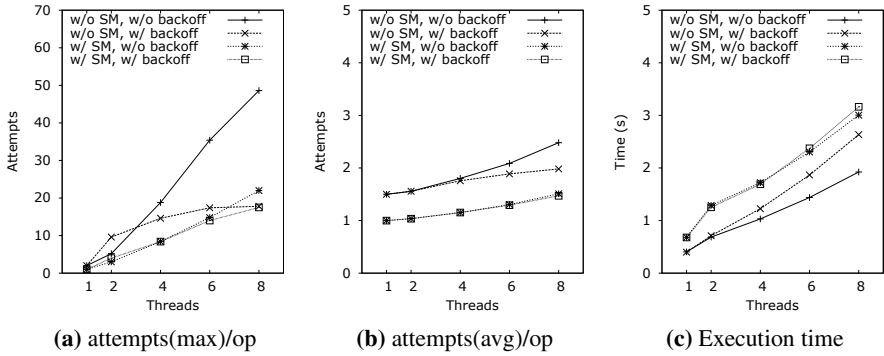 70
60
50
40
30
20
10
0
Attempts
w/o SM, w/o backoff
w/o SM, w/ backoff
w/ SM, w/o backoff
w/ SM, w/ backoff
1 2 4 6 8
Threads
(a) attempts(max)/op
5
4
3
2
1
0
Attempts
w/o SM, w/o backoff
w/o SM, w/ backoff
w/ SM, w/o backoff
w/ SM, w/ backoff
1 2 4 6 8
Threads
(b) attempts(avg)/op
5
4
3
2
1
0
Time (s)
w/o SM, w/o backoff
w/o SM, w/ backoff
w/ SM, w/o backoff
w/ SM, w/ backoff
1 2 4 6 8
Threads
(c) Execution time